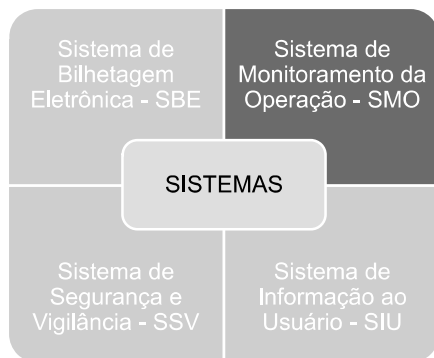 Sistema de
Bilhetagem
Eletrônica - SBE
Sistema de
Monitoramento da
Operação - SMO
SISTEMAS
Sistema de
Segurança e
Vigilância - SSV
Sistema de
Informação ao
Usuário - SIU